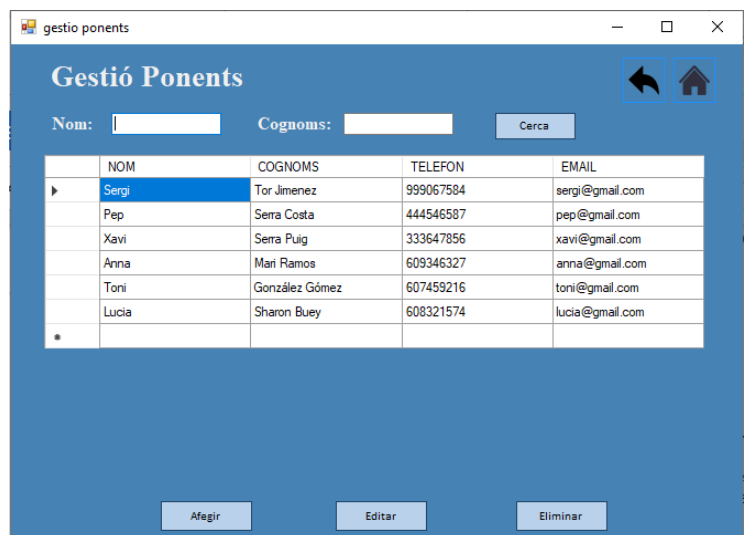 gestio ponents
Gestió Ponents
Nom: Cognoms: Cerca
NOM COGNOMS TELEFON EMAIL
Sergi Tor Jimenez 999067584 sergi@gmail.com
Pep Serra Costa 444546587 pep@gmail.com
Xavi Serra Puig 333647856 xavi@gmail.com
Anna Mari Ramos 609346327 anna@gmail.com
Toni González Gómez 607459216 toni@gmail.com
Lucia Sharon Buey 608321574 lucia@gmail.com
Afegir Editar Eliminar